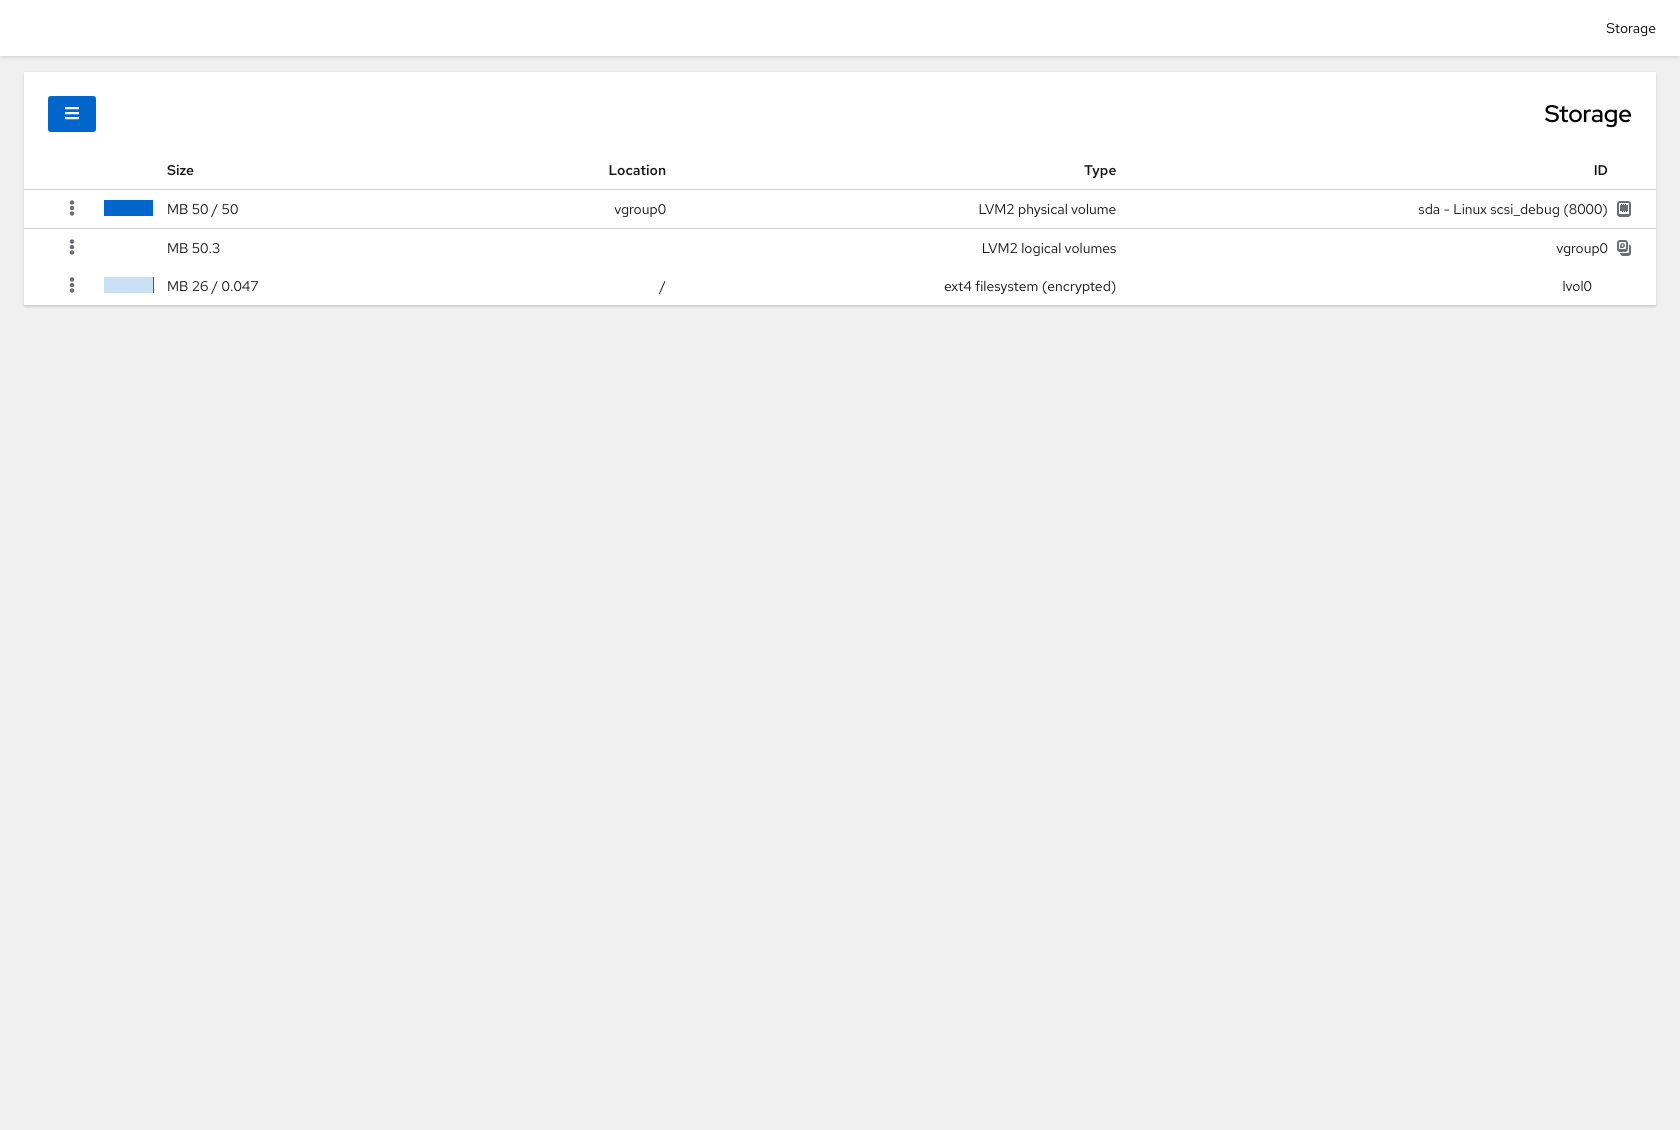 Storage
Storage
ID Type Location Size
sda - Linux scsi_debug (8000) LVM2 physical volume vgroup0 MB 50 / 50
vgroup0 LVM2 logical volumes MB 50.3
lvol0 ext4 filesystem (encrypted) / MB 26 / 0.047